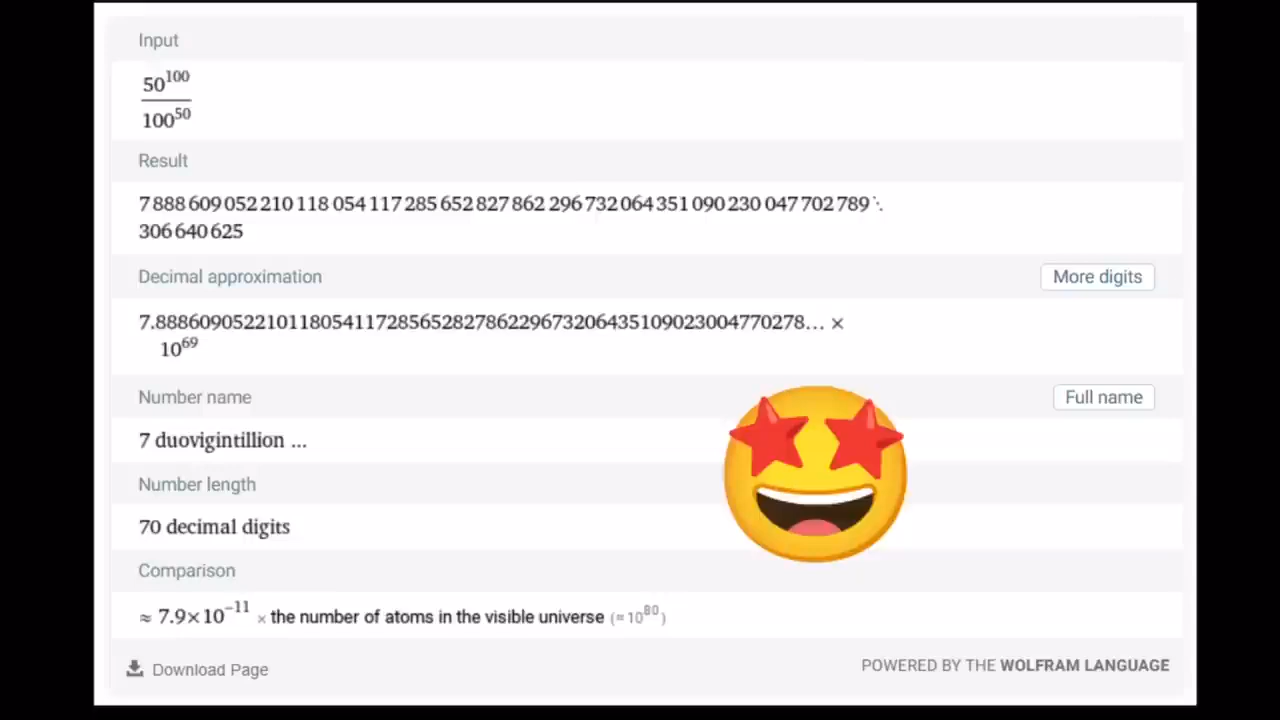 Input
50^100
100^50
Result
7 888 609 052 210 118 054 117 285 652 827 862 296 732 064 351 090 230 047 702 789⋱
306 640 625
Decimal approximation
More digits
7.888609052210118054117285652827862296732064351090230047​70278... ×
10^69
Number name
Full name
7 duovigintillion ...
Number length
70 decimal digits
Comparison
≈ 7.9×10^−11 × the number of atoms in the visible universe (≈10^80)
Download Page
POWERED BY THE WOLFRAM LANGUAGE